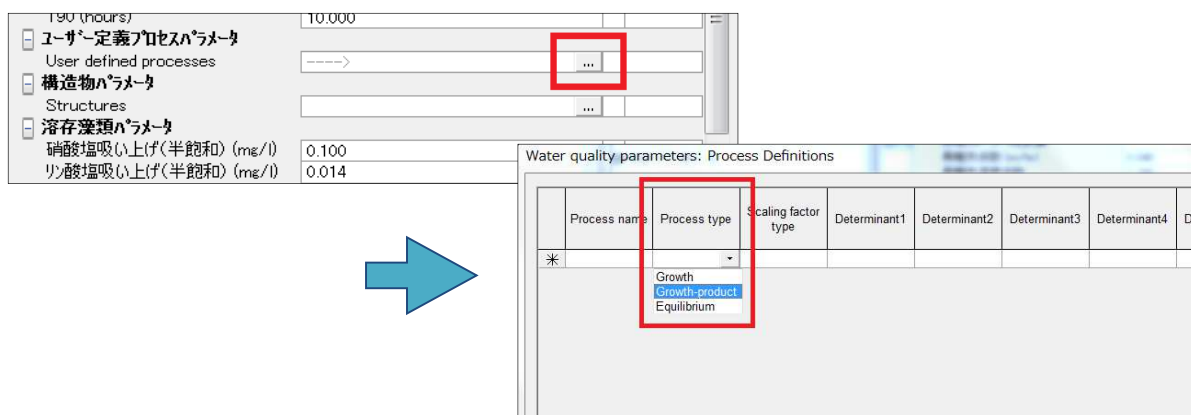 T90 (hours) 10.000
ユーザー定義プロセスパラメータ
User defined processes ----> ...
構造物パラメータ
Structures ...
溶存藻類パラメータ
硝酸塩吸い上げ(半飽和) (mg/l) 0.100
リン酸塩吸い上げ(半飽和) (mg/l) 0.014
Water quality parameters: Process Definitions
Process name Process type Scaling factor type Determinant1 Determinant2 Determinant3 Determinant4 D
Growth
Growth-product
Equilibrium